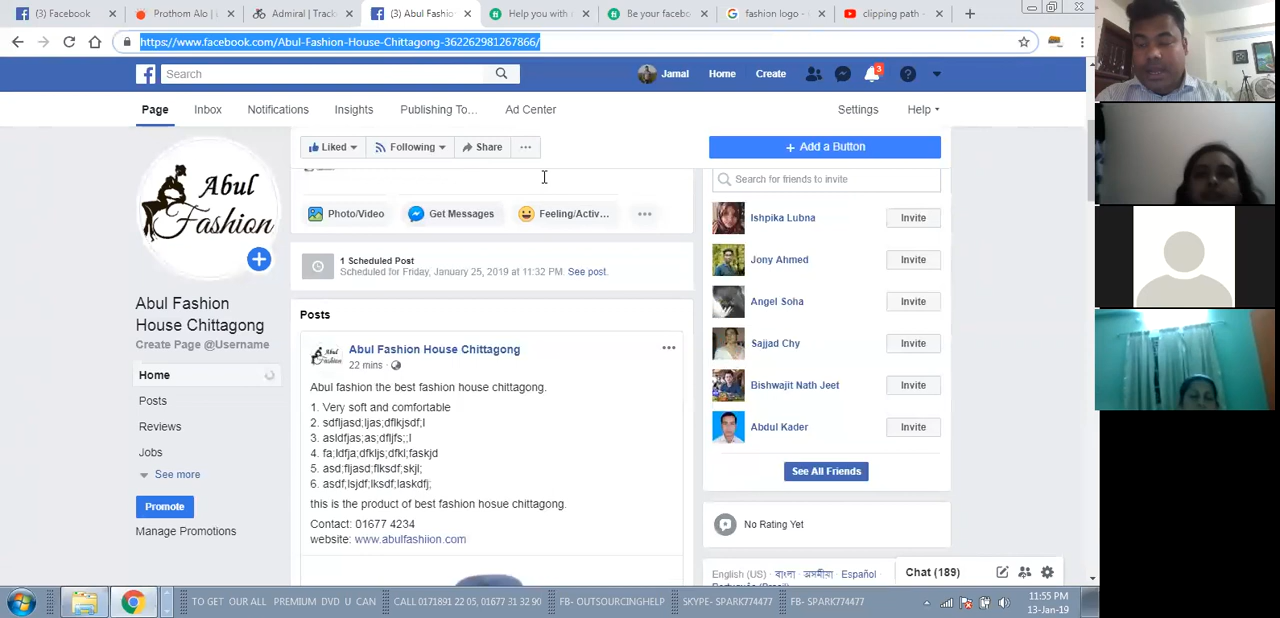 (3) Facebook
Prothom Alo | L
Admiral | Track
(3) Abul Fashio
Help you with
Be your facebo
fashion logo -
clipping path -
https://www.facebook.com/Abul-Fashion-House-Chittagong-362262981267866/
Search
Jamal
Home
Create
3
Page
Inbox
Notifications
Insights
Publishing To...
Ad Center
Settings
Help
Liked
Following
Share
+ Add a Button
Search for friends to invite
Abul
Fashion
Photo/Video
Get Messages
Feeling/Activ...
Ishpika Lubna
Invite
Jony Ahmed
Invite
1 Scheduled Post
Scheduled for Friday, January 25, 2019 at 11:32 PM. See post.
Angel Soha
Invite
Abul Fashion
House Chittagong
Create Page @Username
Posts
Sajjad Chy
Invite
Abul Fashion House Chittagong
22 mins
Home
Posts
Reviews
Jobs
See more
Promote
Manage Promotions
Abul fashion the best fashion house chittagong.
1. Very soft and comfortable
2. sdfljasd;ljas;dflkjsdf;l
3. asldfjas;as;dfljfs;;l
4. fa;ldfja;dfkljs;dfkl;faskjd
5. asd;fljasd;flksdf;skjl;
6. asdf;lsjdf;lksdf;laskdfj;
this is the product of best fashion hosue chittagong.
Contact: 01677 4234
website: www.abulfashiion.com
Bishwajit Nath Jeet
Invite
Abdul Kader
Invite
See All Friends
No Rating Yet
English (US) · বাংলা · অসমীয়া · Español ·
Português (Brasil)
Chat (189)
TO GET OUR ALL PREMIUM DVD U CAN
CALL 0171891 22 05, 01677 31 32 90
FB- OUTSOURCINGHELP
SKYPE- SPARK774477
FB- SPARK774477
11:55 PM
13-Jan-19